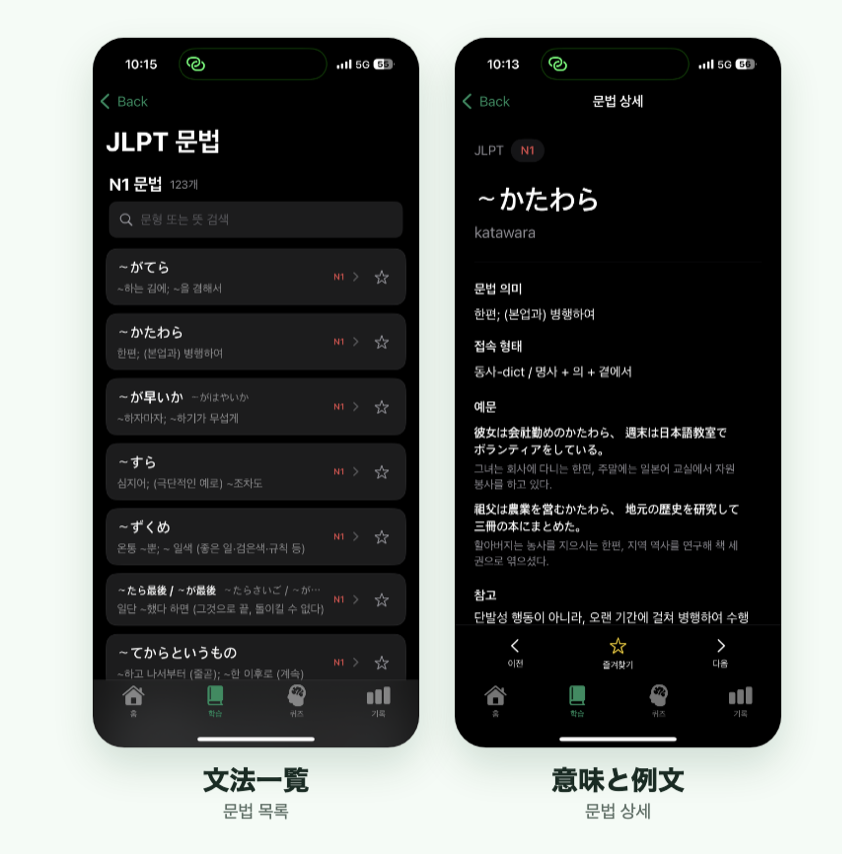 10:15
5G 55
Back
JLPT 문법
N1 문법 123개
문형 또는 뜻 검색
~がてら
~하는 김에; ~을 겸해서
N1
~かたわら
한편; (본업과) 병행하여
N1
~が早いか ~がはやいか
~하자마자; ~하기가 무섭게
N1
~すら
심지어; (극단적인 예로) ~조차도
N1
~ずくめ
온통 ~뿐; ~ 일색 (좋은 일·검은색·규칙 등)
N1
~たら最後 / ~が最後 ~たらさいご / ~が…
일단 ~했다 하면 (그것으로 끝, 돌이킬 수 없다)
N1
~てからというもの
~하고 나서부터 (줄곧); ~한 이후로 (계속)
N1
홈 학습 퀴즈 기록
文法一覧
문법 목록
10:13
5G 56
Back 문법 상세
JLPT N1
~かたわら
katawara
문법 의미
한편; (본업과) 병행하여
접속 형태
동사-dict / 명사 + 의 + 곁에서
예문
彼女は会社勤めのかたわら、 週末は日本語教室で
ボランティアをしている。
그녀는 회사에 다니는 한편, 주말에는 일본어 교실에서 자원
봉사를 하고 있다.
祖父は農業を営むかたわら、 地元の歴史を研究して
三冊の本にまとめた。
할아버지는 농사를 지으시는 한편, 지역 역사를 연구해 책 세
권으로 엮으셨다.
참고
단발성 행동이 아니라, 오랜 기간에 걸쳐 병행하여 수행
이전 즐겨찾기 다음
홈 학습 퀴즈 기록
意味と例文
문법 상세